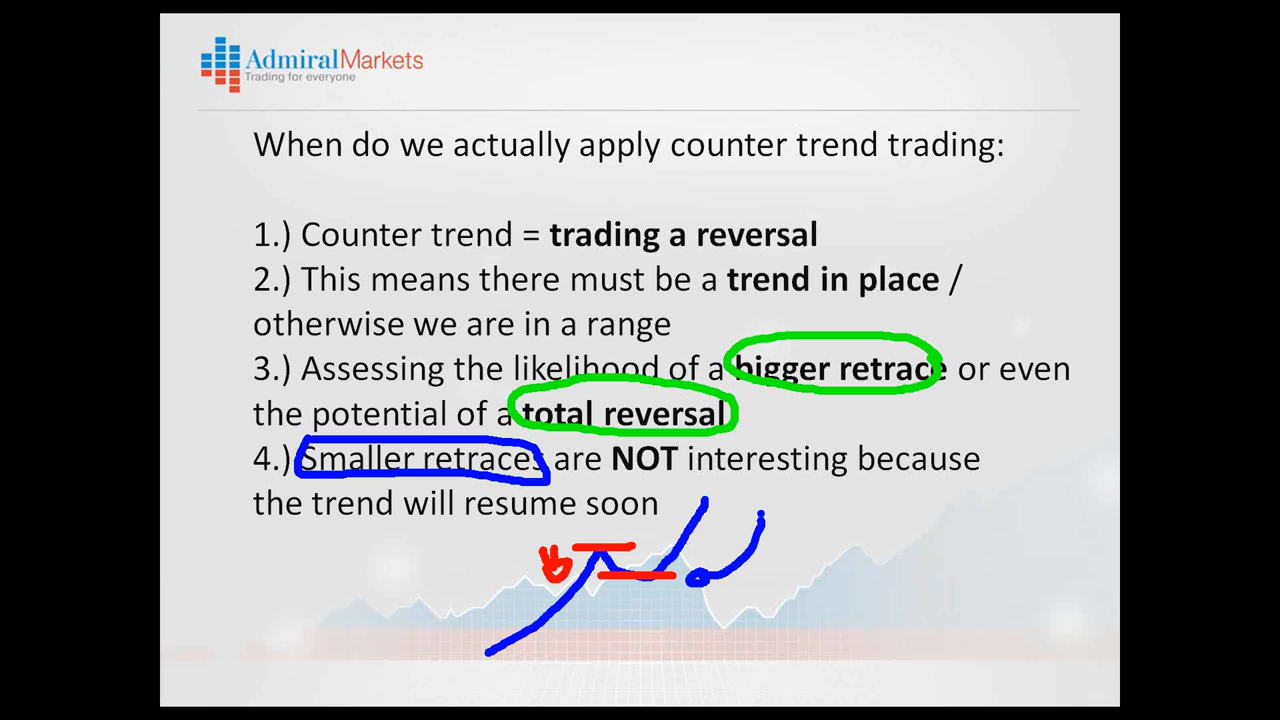 AdmiralMarkets
Trading for everyone
When do we actually apply counter trend trading:
1.) Counter trend = trading a reversal
2.) This means there must be a trend in place /
otherwise we are in a range
3.) Assessing the likelihood of a bigger retrace or even
the potential of a total reversal
4.) Smaller retraces are NOT interesting because
the trend will resume soon